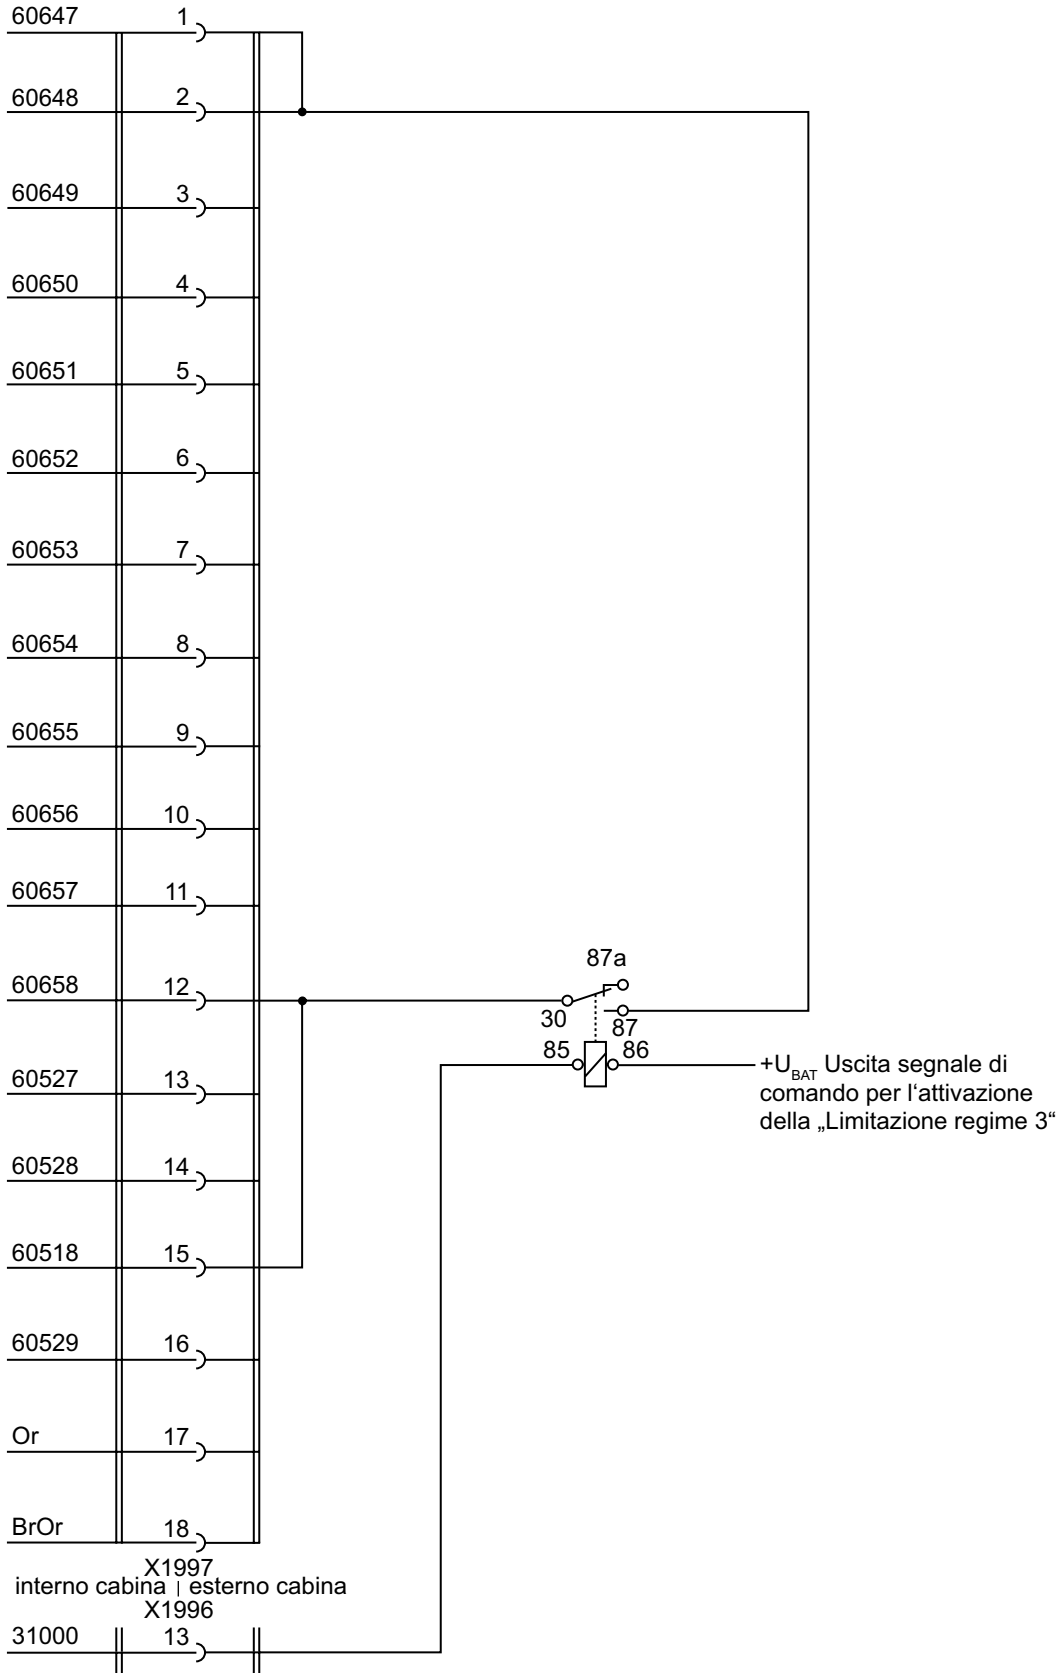 60647 1
60648 2
60649 3
60650 4
60651 5
60652 6
60653 7
60654 8
60655 9
60656 10
60657 11
87a
60658 12
30 87
85 86
+UBAT Uscita segnale di
comando per l‘attivazione
della „Limitazione regime 3“
60527 13
60528 14
60518 15
60529 16
Or 17
BrOr 18
X1997
interno cabina | esterno cabina
X1996
31000 13